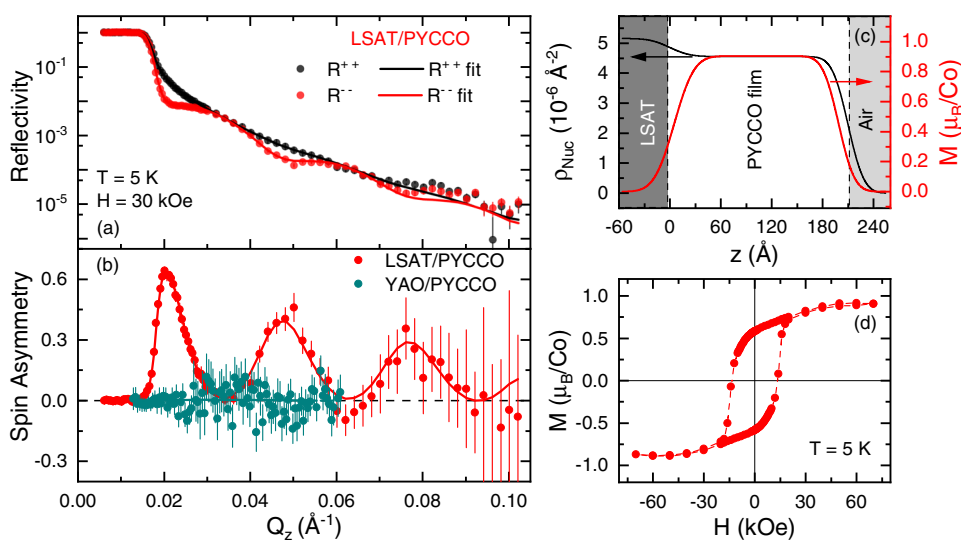 10⁻¹
10⁻³
10⁻⁵
Reflectivity
LSAT/PYCCO
R⁺⁺ R⁺⁺ fit
R⁻⁻ R⁻⁻ fit
T = 5 K
H = 30 kOe
(a)
(b)
LSAT/PYCCO
YAO/PYCCO
0.6
0.3
0.0
-0.3
Spin Asymmetry
0.00 0.02 0.04 0.06 0.08 0.10
Q_z (Å⁻¹)
(c)
5
4
3
2
1
0
ρ_Nuc (10⁻⁶ Å⁻²)
LSAT
PYCCO film
Air
1.0
0.8
0.6
0.4
0.2
0.0
M (μ_B/Co)
-60 0 60 120 180 240
z (Å)
1.0
0.5
0.0
-0.5
-1.0
M (μ_B/Co)
(d)
T = 5 K
-60 -30 0 30 60
H (kOe)